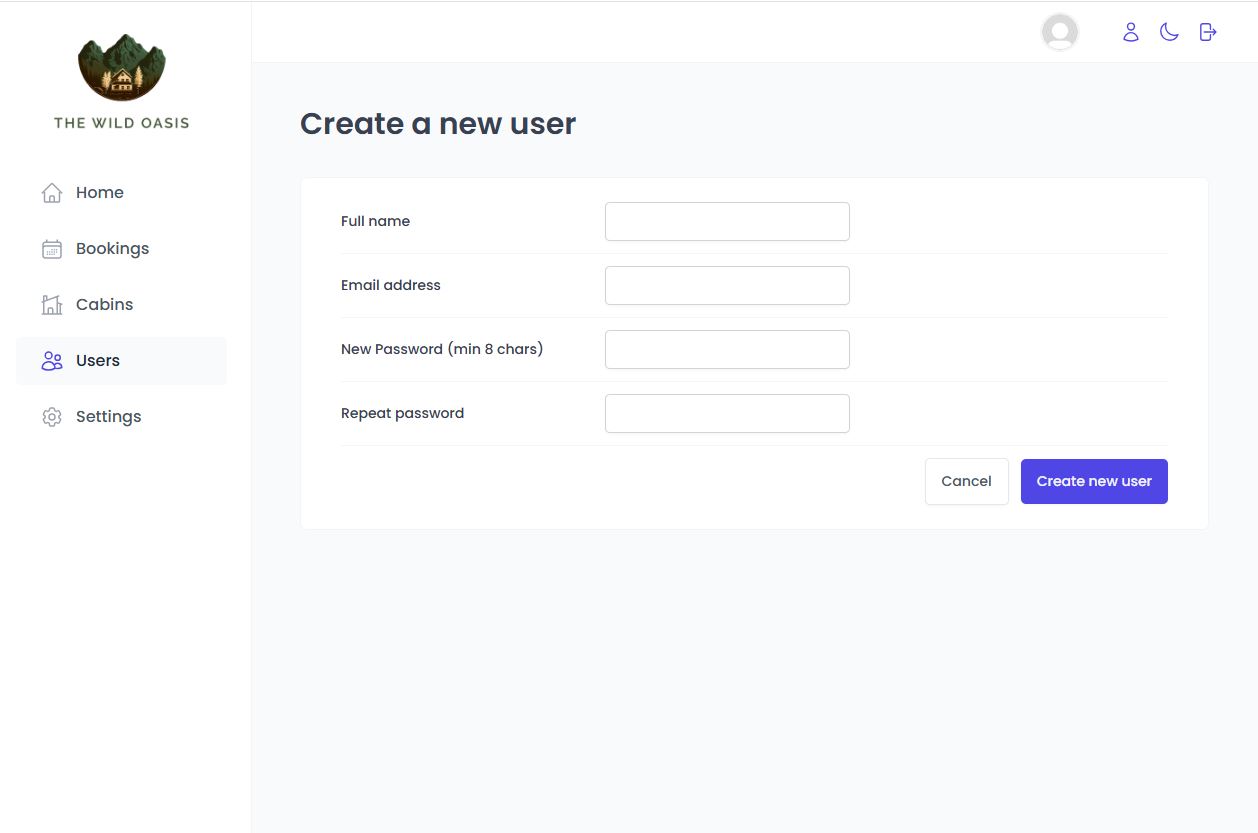 THE WILD OASIS
Home
Bookings
Cabins
Users
Settings
Create a new user
Full name
Email address
New Password (min 8 chars)
Repeat password
Cancel
Create new user